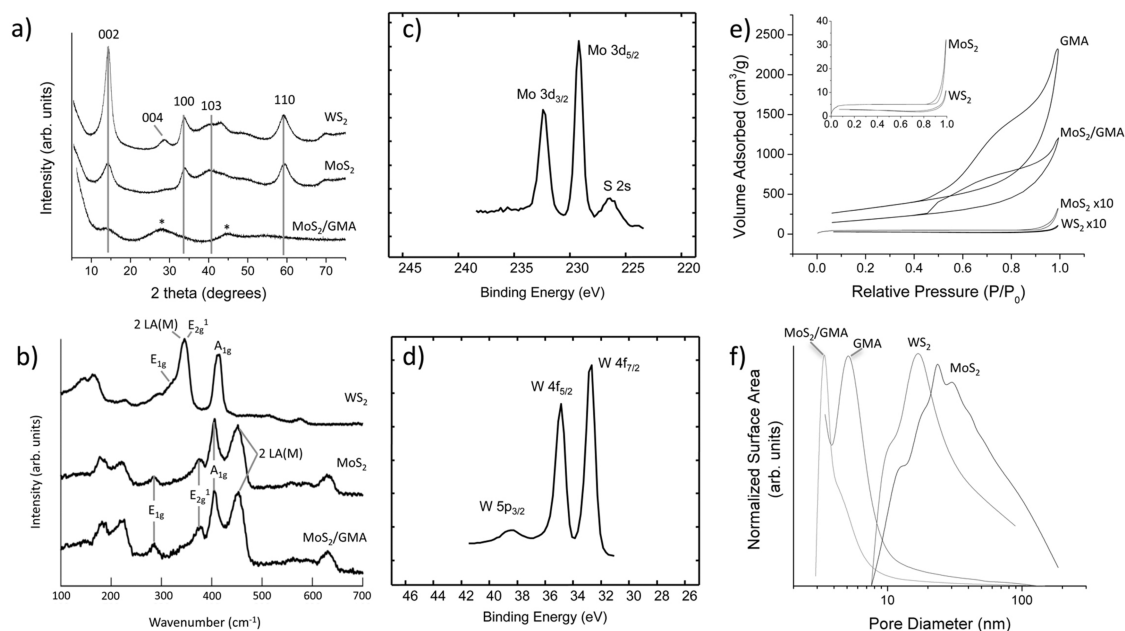 a)
Intensity (arb. units)
002
004
100
103
110
WS2
MoS2
MoS2/GMA
*
*
10 20 30 40 50 60 70
2 theta (degrees)
b)
Intensity (arb. units)
2 LA(M)
E2g1
E1g
A1g
WS2
MoS2
2 LA(M)
A1g
E2g1
E1g
MoS2/GMA
100 200 300 400 500 600 700
Wavenumber (cm-1)
c)
Mo 3d5/2
Mo 3d3/2
S 2s
245 240 235 230 225 220
Binding Energy (eV)
d)
W 4f7/2
W 4f5/2
W 5p3/2
44 42 40 38 36 34 32 30 28 26
Binding Energy (eV)
e)
Volume Adsorbed (cm3/g)
2500
2250
2000
1750
1500
1250
1000
750
500
250
0
40
30
20
10
0
0.0 0.2 0.4 0.6 0.8 1.0
MoS2
WS2
GMA
MoS2/GMA
MoS2 x10
WS2 x10
0.0 0.2 0.4 0.6 0.8 1.0
Relative Pressure (P/P0)
f)
Normalized Surface Area
(arb. units)
MoS2/GMA
GMA
WS2
MoS2
10 100
Pore Diameter (nm)